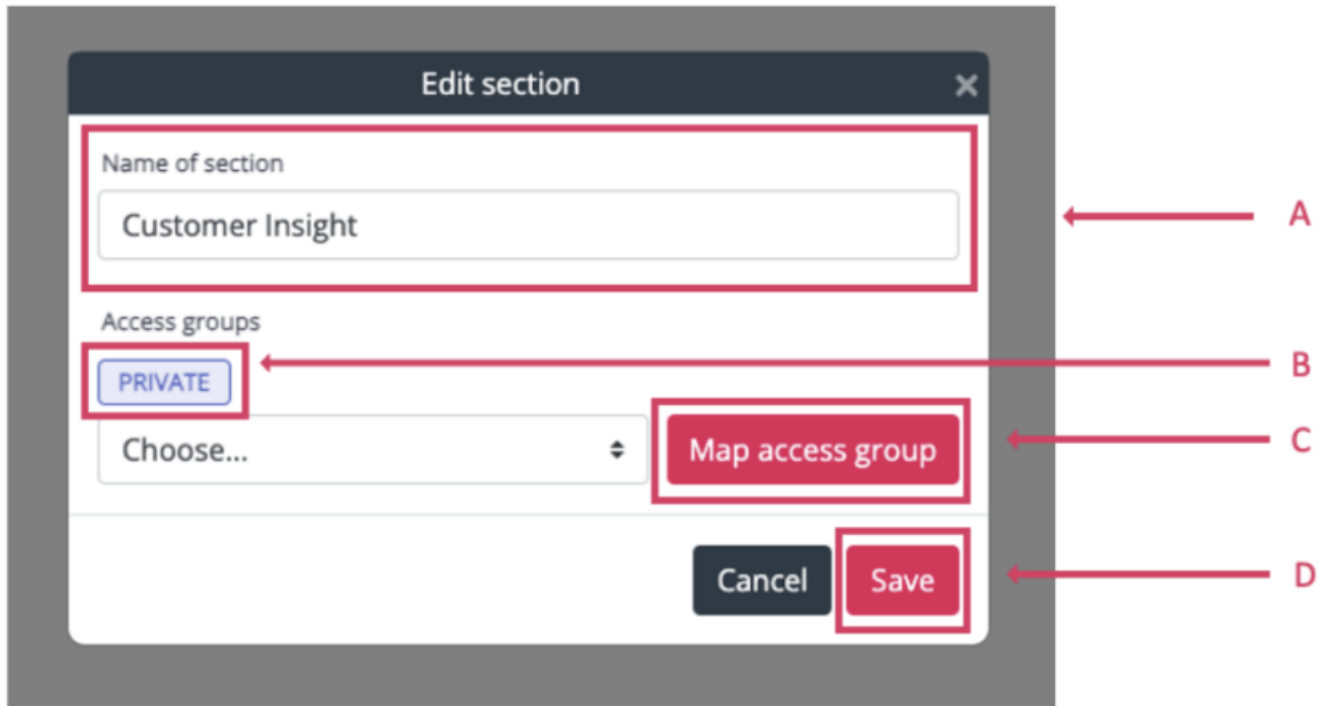 Edit section ×
Name of section
Customer Insight
A
Access groups
PRIVATE
B
Choose...
Map access group
C
Cancel
Save
D